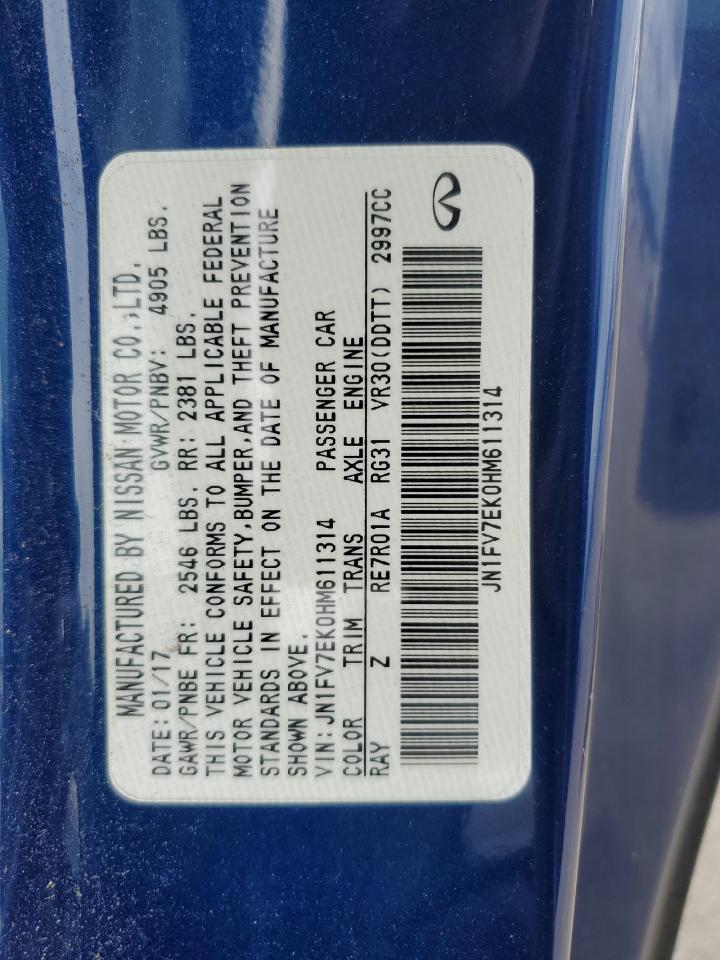 MANUFACTURED BY NISSAN MOTOR CO.,LTD.
DATE: 01/17 GVWR/PNBV: 4905 LBS.
GAWR/PNBE FR: 2546 LBS. RR: 2381 LBS.
THIS VEHICLE CONFORMS TO ALL APPLICABLE FEDERAL
MOTOR VEHICLE SAFETY,BUMPER,AND THEFT PREVENTION
STANDARDS IN EFFECT ON THE DATE OF MANUFACTURE
SHOWN ABOVE.
VIN:JN1FV7EK0HM611314 PASSENGER CAR
COLOR TRIM TRANS AXLE ENGINE
RAY Z RE7R01A RG31 VR30(DDTT) 2997CC
JN1FV7EK0HM611314